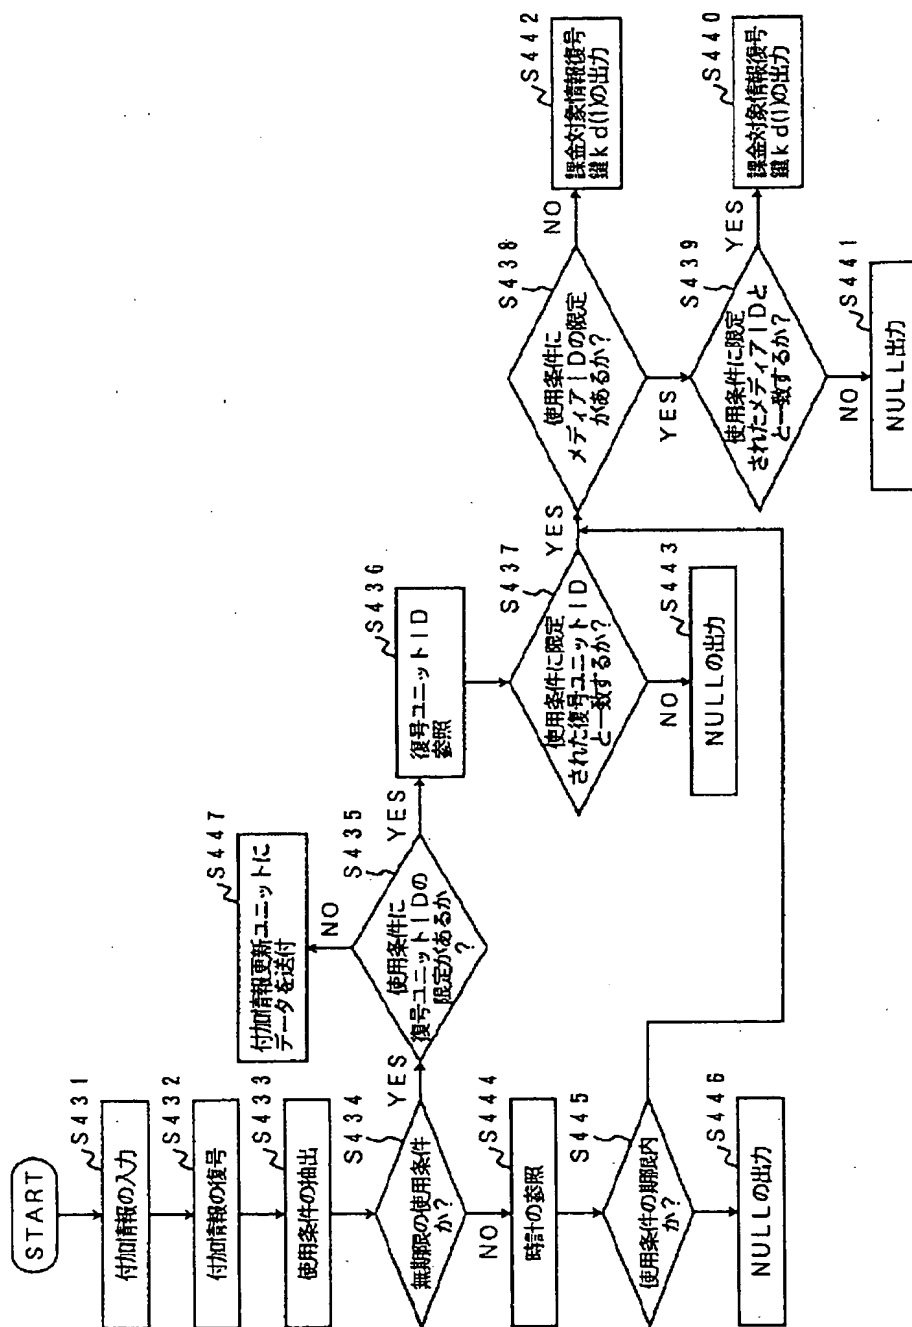 START
S431
付加情報の入力
S432
付加情報の復号
S433
使用条件の抽出
S434
無期限の使用条件
か?
YES
NO
S444
時計の参照
S445
使用条件の期限内
か?
S446
NULLの出力
S447
付加情報更新ユニットに
データを送付
NO
S435
使用条件に
復号ユニットIDの
限定があるか
?
YES
S436
復号ユニットID
参照
S437
使用条件に限定
された復号ユニットID
と一致するか?
YES
NO
S443
NULLの出力
S438
使用条件に
メディアIDの限定
があるか?
NO
YES
S442
課金対象情報復号
鍵kd(1)の出力
S439
使用条件に限定
されたメディアIDと
と一致するか?
YES
NO
S440
課金対象情報復号
鍵kd(1)の出力
S441
NULL出力